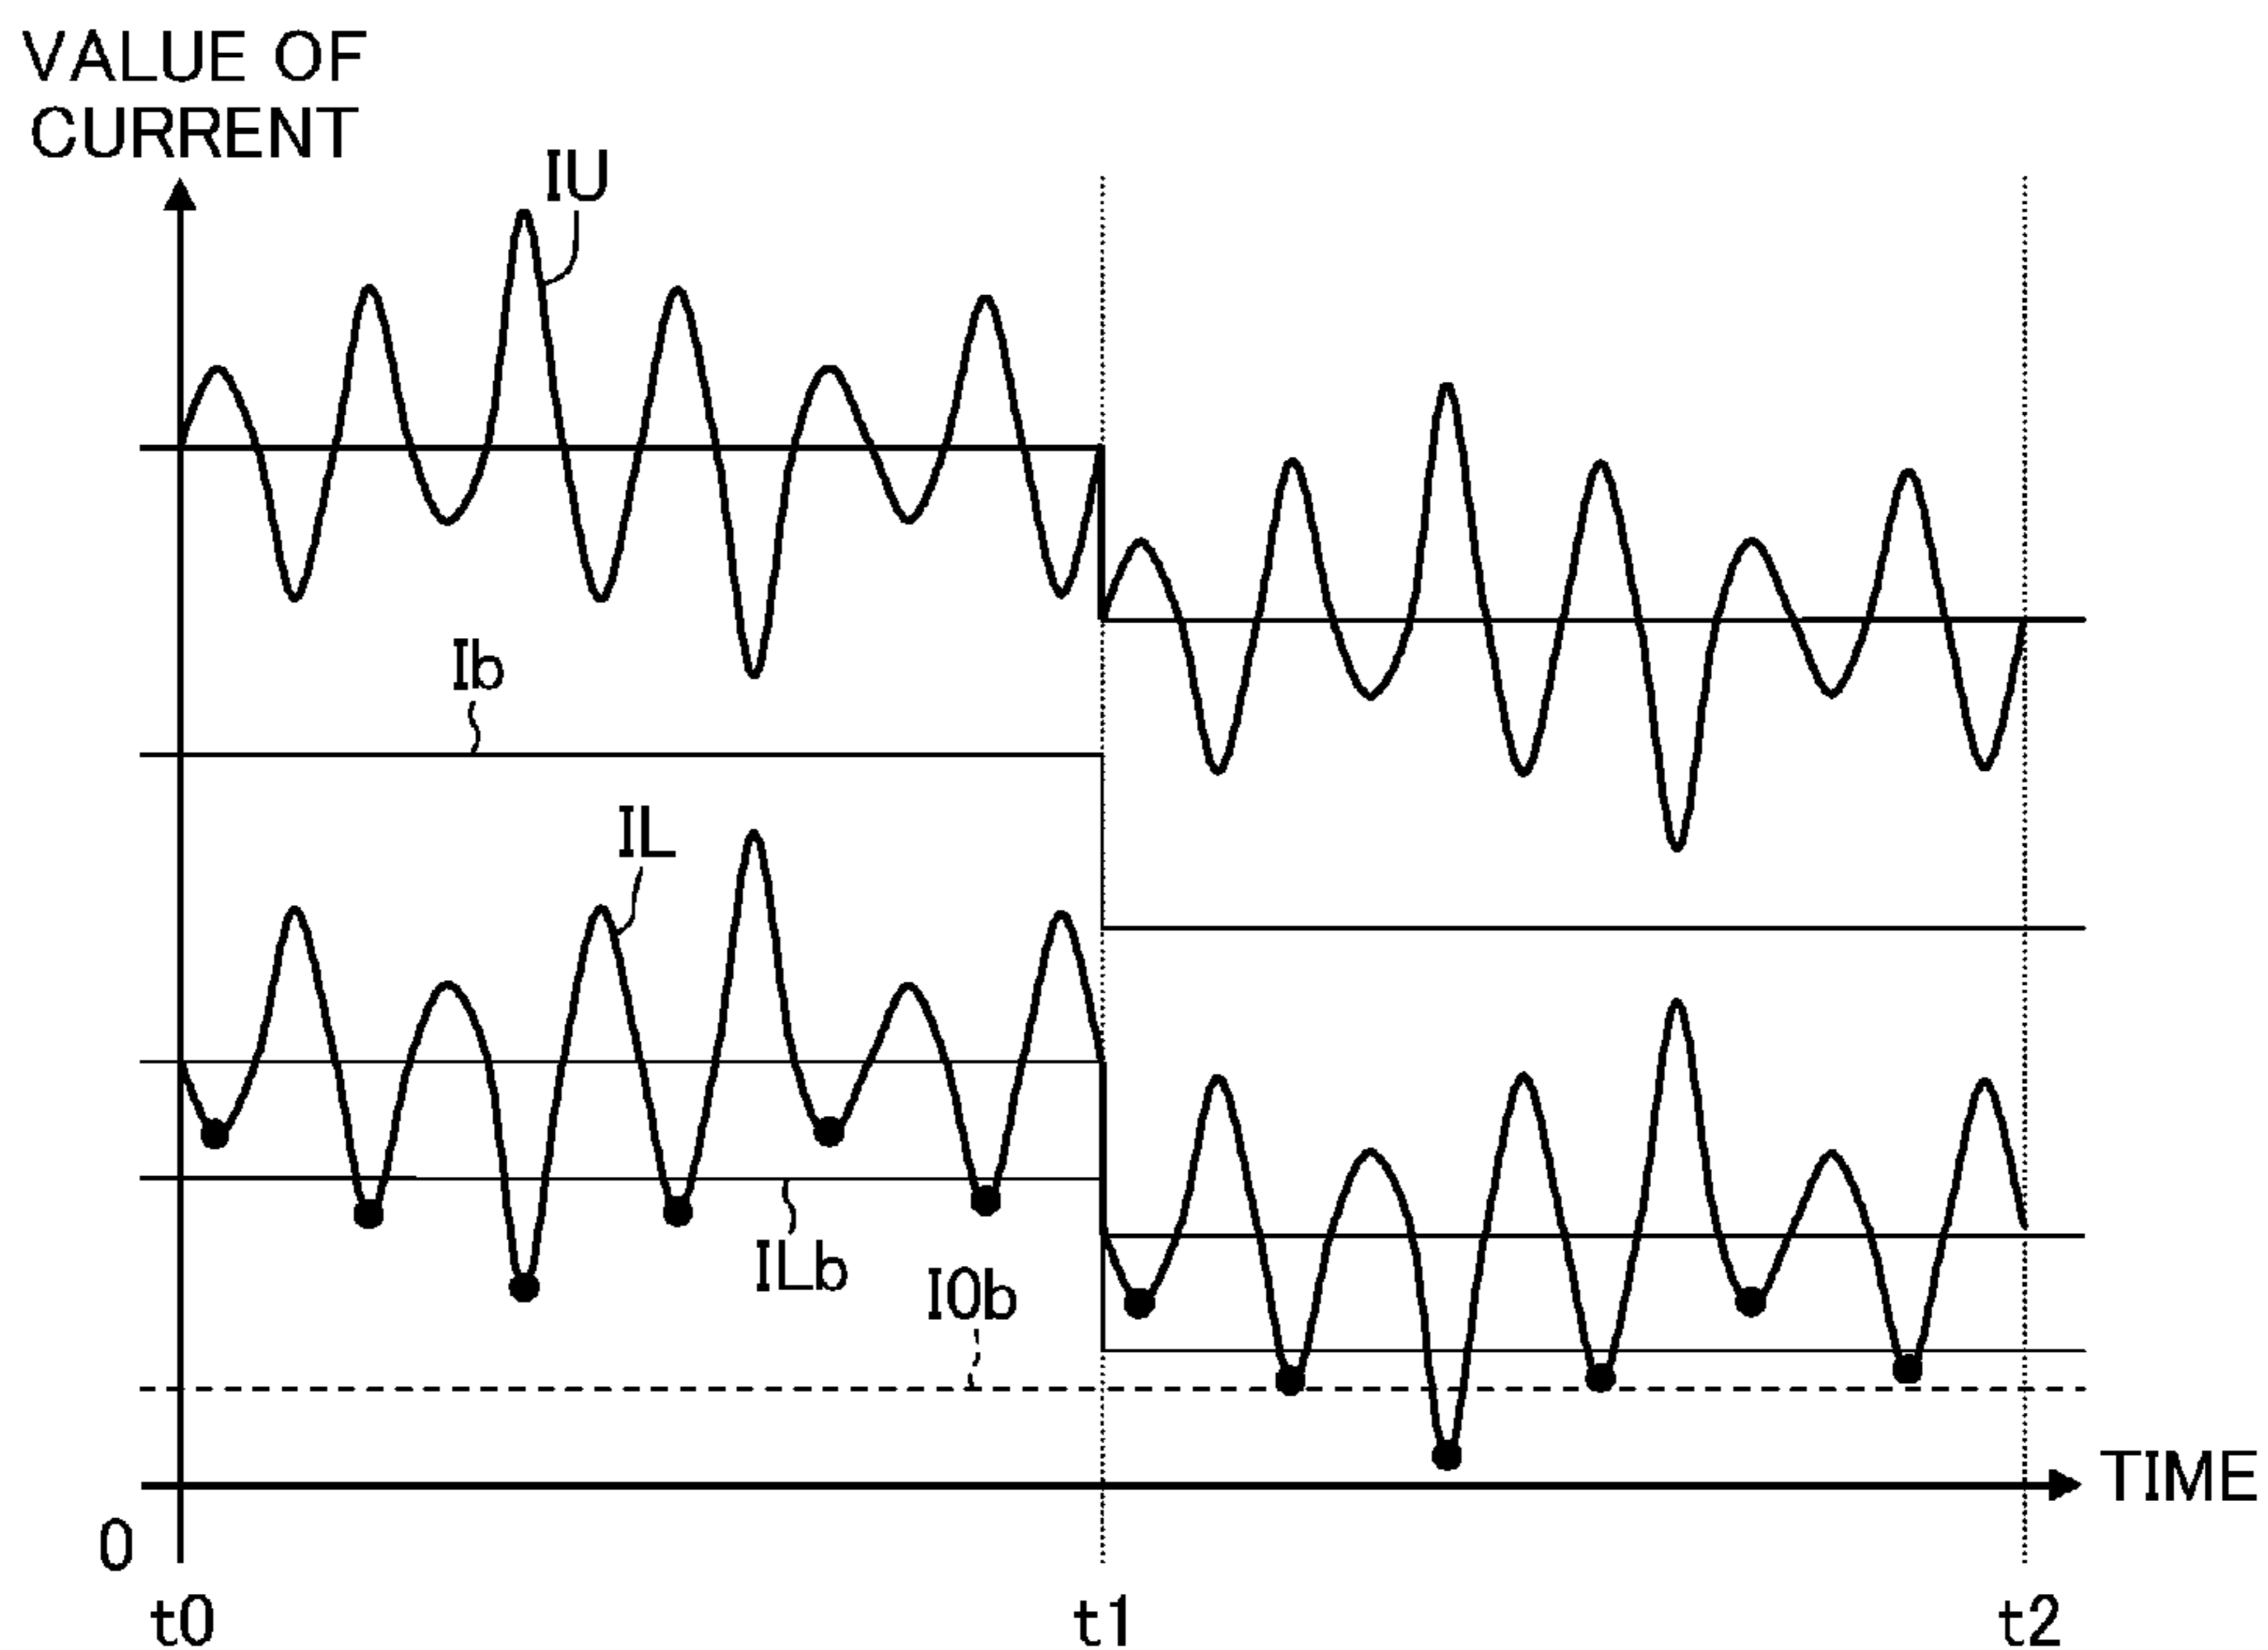 VALUE OF
CURRENT
IU
Ib
IL
ILb
I0b
TIME
0
t0
t1
t2